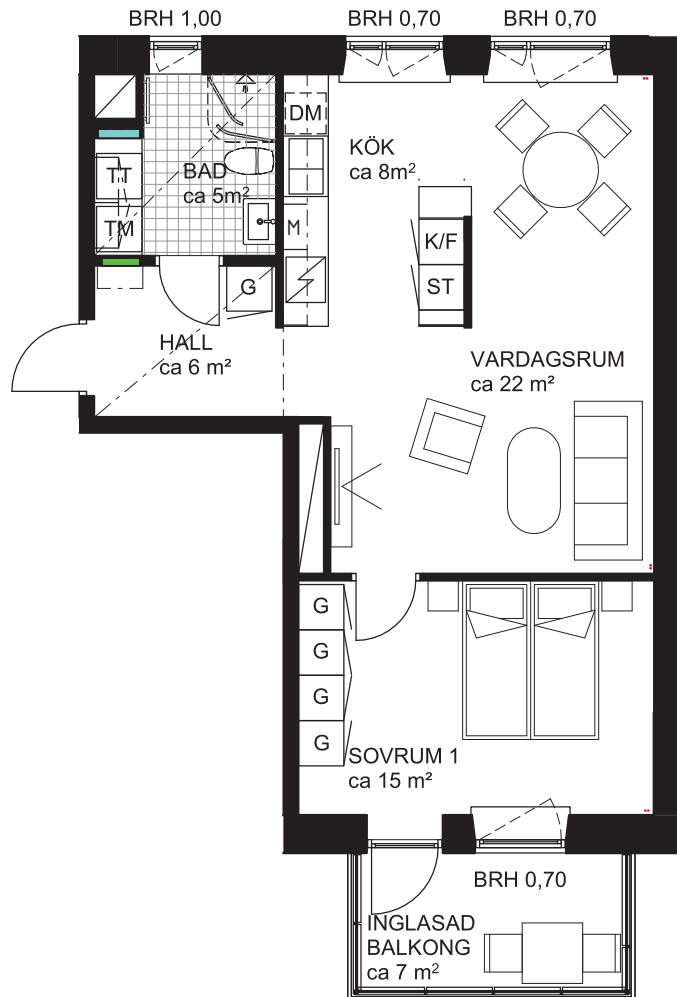 BRH 1,00
BRH 0,70
BRH 0,70
DM
KÖK
ca 8m²
BAD
ca 5m²
TT
TM
M
K/F
ST
G
HALL
ca 6 m²
VARDAGSRUM
ca 22 m²
G
G
G
G
SOVRUM 1
ca 15 m²
BRH 0,70
INGLASAD
BALKONG
ca 7 m²